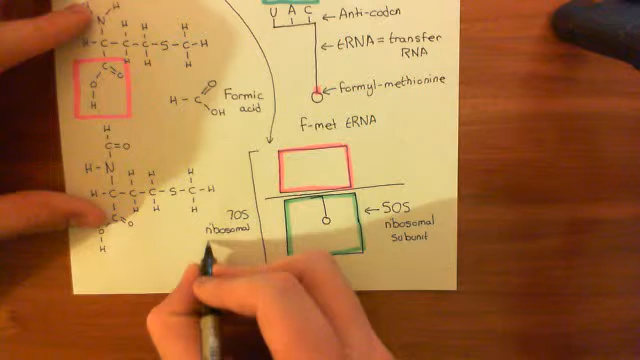 U A C
Anti-codon
tRNA = transfer
RNA
formyl-methionine
f-met tRNA
H H
N H H H H
H-C-C-C-S-C-H
H H H
C=O
O
H
H-C=O
OH
Formic
acid
H
C=O
H-N
H H H
H-C-C-C-S-C-H
H H H
C=O
O
H
70S
ribosomal
50S
ribosomal
subunit